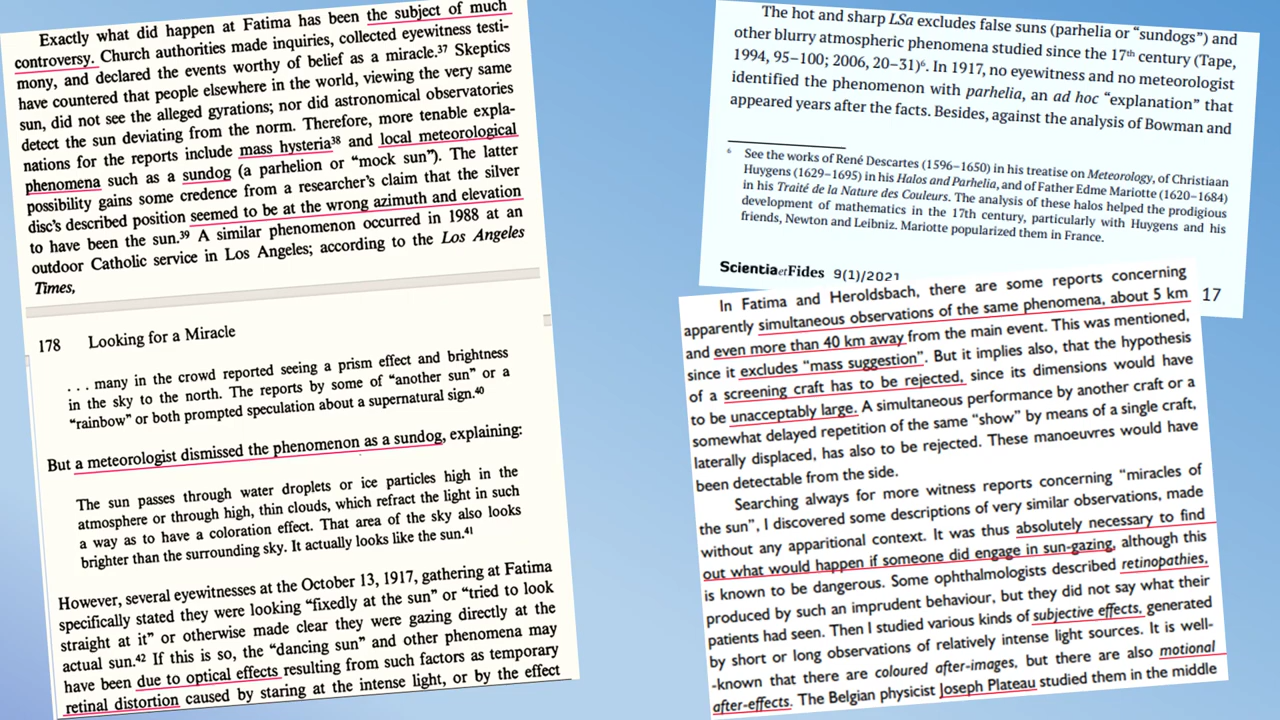 Exactly what did happen at Fatima has been the subject of much
controversy. Church authorities made inquiries, collected eyewitness testi-
mony, and declared the events worthy of belief as a miracle.³⁷ Skeptics
have countered that people elsewhere in the world, viewing the very same
sun, did not see the alleged gyrations; nor did astronomical observatories
detect the sun deviating from the norm. Therefore, more tenable expla-
nations for the reports include mass hysteria³⁸ and local meteorological
phenomena such as a sundog (a parhelion or “mock sun”). The latter
possibility gains some credence from a researcher’s claim that the silver
disc’s described position seemed to be at the wrong azimuth and elevation
to have been the sun.³⁹ A similar phenomenon occurred in 1988 at an
outdoor Catholic service in Los Angeles; according to the Los Angeles
Times,
178 Looking for a Miracle
. . . many in the crowd reported seeing a prism effect and brightness
in the sky to the north. The reports by some of “another sun” or a
“rainbow” or both prompted speculation about a supernatural sign.⁴⁰
But a meteorologist dismissed the phenomenon as a sundog, explaining:
The sun passes through water droplets or ice particles high in the
atmosphere or through high, thin clouds, which refract the light in such
a way as to have a coloration effect. That area of the sky also looks
brighter than the surrounding sky. It actually looks like the sun.⁴¹
However, several eyewitnesses at the October 13, 1917, gathering at Fatima
specifically stated they were looking “fixedly at the sun” or “tried to look
straight at it” or otherwise made clear they were gazing directly at the
actual sun.⁴² If this is so, the “dancing sun” and other phenomena may
have been due to optical effects resulting from such factors as temporary
retinal distortion caused by staring at the intense light, or by the effect
The hot and sharp LSa excludes false suns (parhelia or “sundogs”) and
other blurry atmospheric phenomena studied since the 17th century (Tape,
1994, 95–100; 2006, 20–31)⁶. In 1917, no eyewitness and no meteorologist
identified the phenomenon with parhelia, an ad hoc “explanation” that
appeared years after the facts. Besides, against the analysis of Bowman and
⁶ See the works of René Descartes (1596–1650) in his treatise on Meteorology, of Christiaan
Huygens (1629–1695) in his Halos and Parhelia, and of Father Edme Mariotte (1620–1684)
in his Traité de la Nature des Couleurs. The analysis of these halos helped the prodigious
development of mathematics in the 17th century, particularly with Huygens and his
friends, Newton and Leibniz. Mariotte popularized them in France.
ScientiaetFides 9(1)/2021
17
In Fatima and Heroldsbach, there are some reports concerning
apparently simultaneous observations of the same phenomena, about 5 km
and even more than 40 km away from the main event. This was mentioned,
since it excludes “mass suggestion”. But it implies also, that the hypothesis
of a screening craft has to be rejected, since its dimensions would have
to be unacceptably large. A simultaneous performance by another craft or a
somewhat delayed repetition of the same “show” by means of a single craft,
laterally displaced, has also to be rejected. These manoeuvres would have
been detectable from the side.
Searching always for more witness reports concerning “miracles of
the sun”, I discovered some descriptions of very similar observations, made
without any apparitional context. It was thus absolutely necessary to find
out what would happen if someone did engage in sun-gazing, although this
is known to be dangerous. Some ophthalmologists described retinopathies,
produced by such an imprudent behaviour, but they did not say what their
patients had seen. Then I studied various kinds of subjective effects, generated
by short or long observations of relatively intense light sources. It is well-
-known that there are coloured after-images, but there are also motional
after-effects. The Belgian physicist Joseph Plateau studied them in the middle